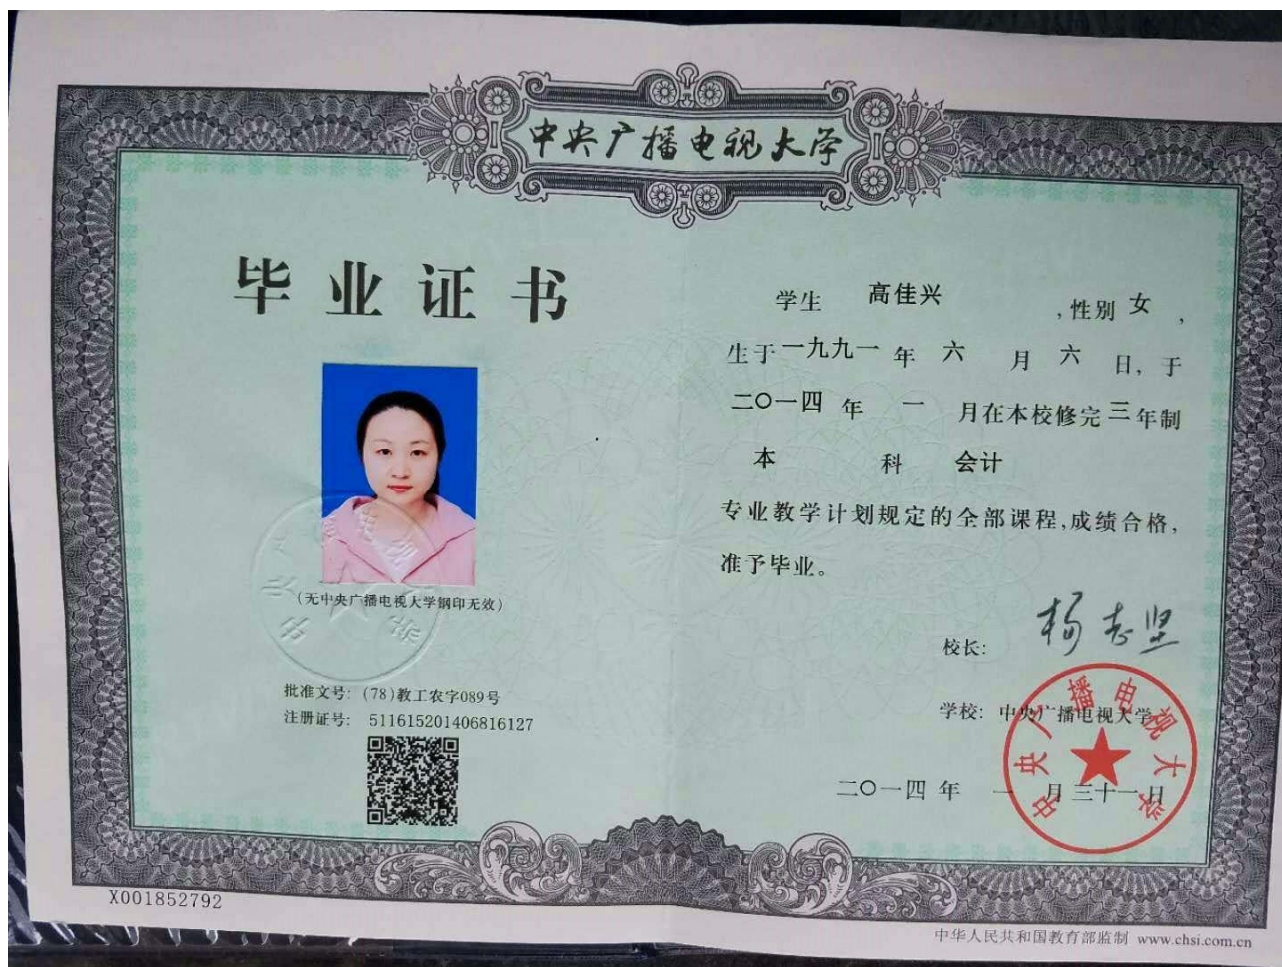 中央广播电视大学
毕业证书
学生 高佳兴 ,性别 女 ,
生于一九九一年 六 月 六 日, 于
二〇一四 年 一 月在本校修完三年制
本 科 会计
专业教学计划规定的全部课程,成绩合格,
准予毕业。
(无中央广播电视大学钢印无效)
批准文号: (78)教工农字089号
注册证号: 511615201406816127
校长: 杨志坚
学校: 中央广播电视大学
中央广播电视大学
二〇一四 年 一 月三十一日
X001852792
中华人民共和国教育部监制 www.chsi.com.cn